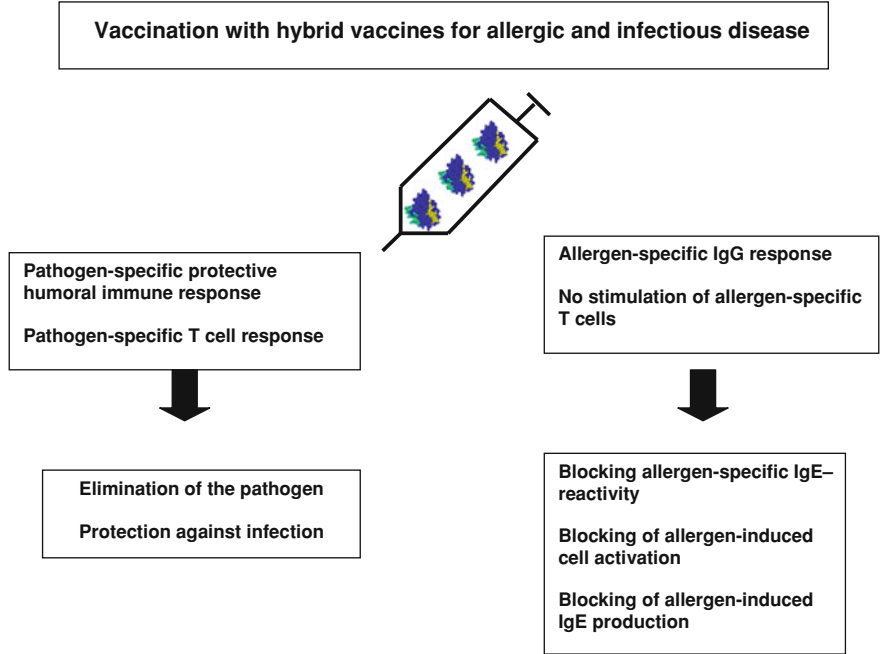 Vaccination with hybrid vaccines for allergic and infectious disease
Pathogen-specific protective
humoral immune response
Pathogen-specific T cell response
Elimination of the pathogen
Protection against infection
Allergen-specific IgG response
No stimulation of allergen-specific
T cells
Blocking allergen-specific IgE–
reactivity
Blocking of allergen-induced
cell activation
Blocking of allergen-induced
IgE production